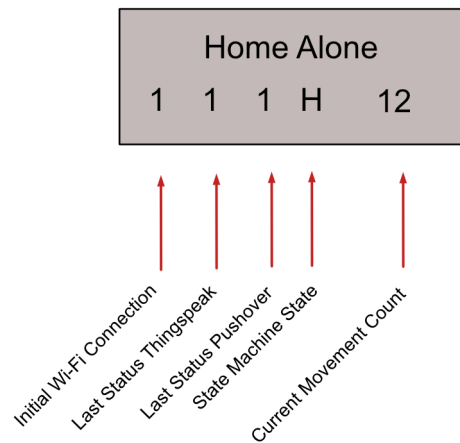 Home Alone
1 1 1 H 12
Initial Wi-Fi Connection
Last Status Thingspeak
Last Status Pushover
State Machine State
Current Movement Count